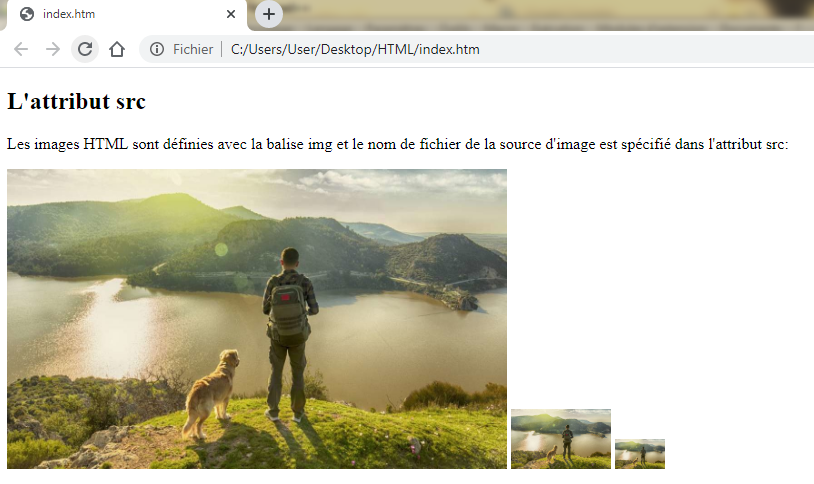 index.htm
Fichier | C:/Users/User/Desktop/HTML/index.htm
L'attribut src
Les images HTML sont définies avec la balise img et le nom de fichier de la source d'image est spécifié dans l'attribut src: